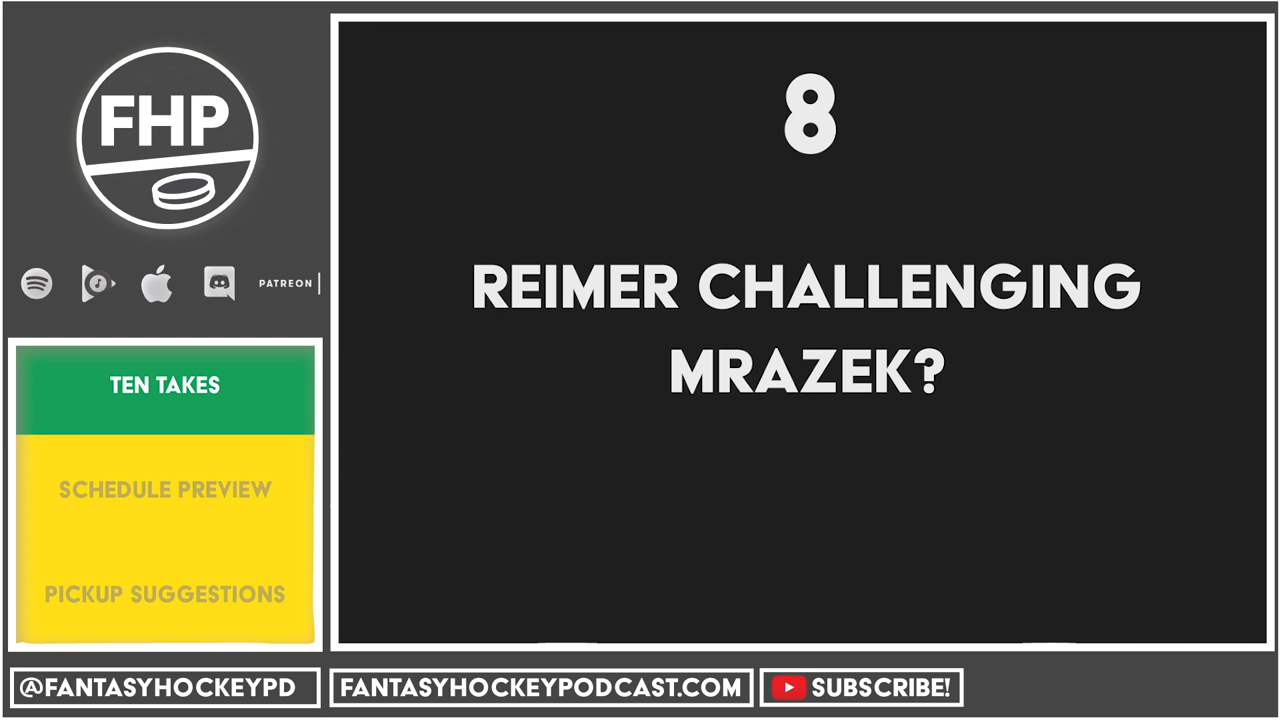 FHP
PATREON
TEN TAKES
SCHEDULE PREVIEW
PICKUP SUGGESTIONS
8
REIMER CHALLENGING
MRAZEK?
@FANTASYHOCKEYPD
FANTASYHOCKEYPODCAST.COM
SUBSCRIBE!